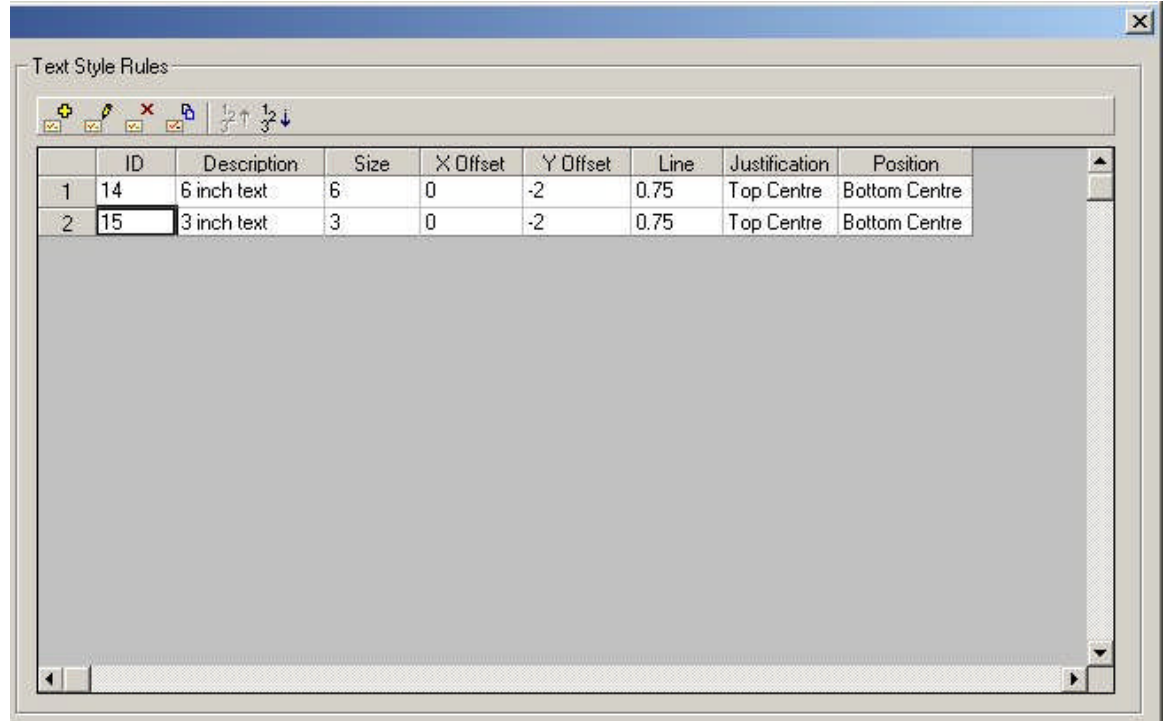 Text Style Rules
ID Description Size X Offset Y Offset Line Justification Position
1 14 6 inch text 6 0 -2 0.75 Top Centre Bottom Centre
2 15 3 inch text 3 0 -2 0.75 Top Centre Bottom Centre